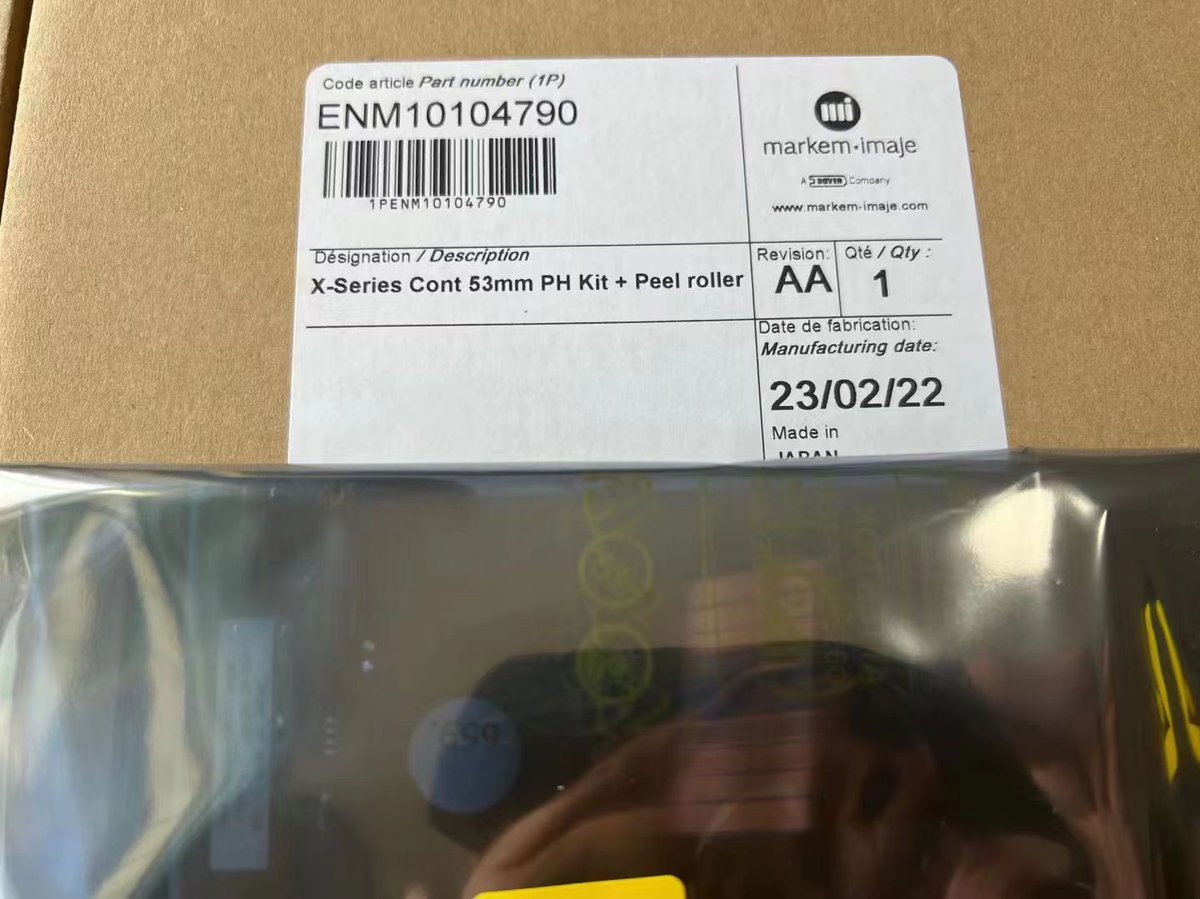 Code article Part number (1P)
ENM10104790
1PENM10104790
markem·imaje
A DOVER Company
www.markem-imaje.com
Désignation / Description
X-Series Cont 53mm PH Kit + Peel roller
Revision:
AA
Qté / Qty :
1
Date de fabrication:
Manufacturing date:
23/02/22
Made in
JAPAN